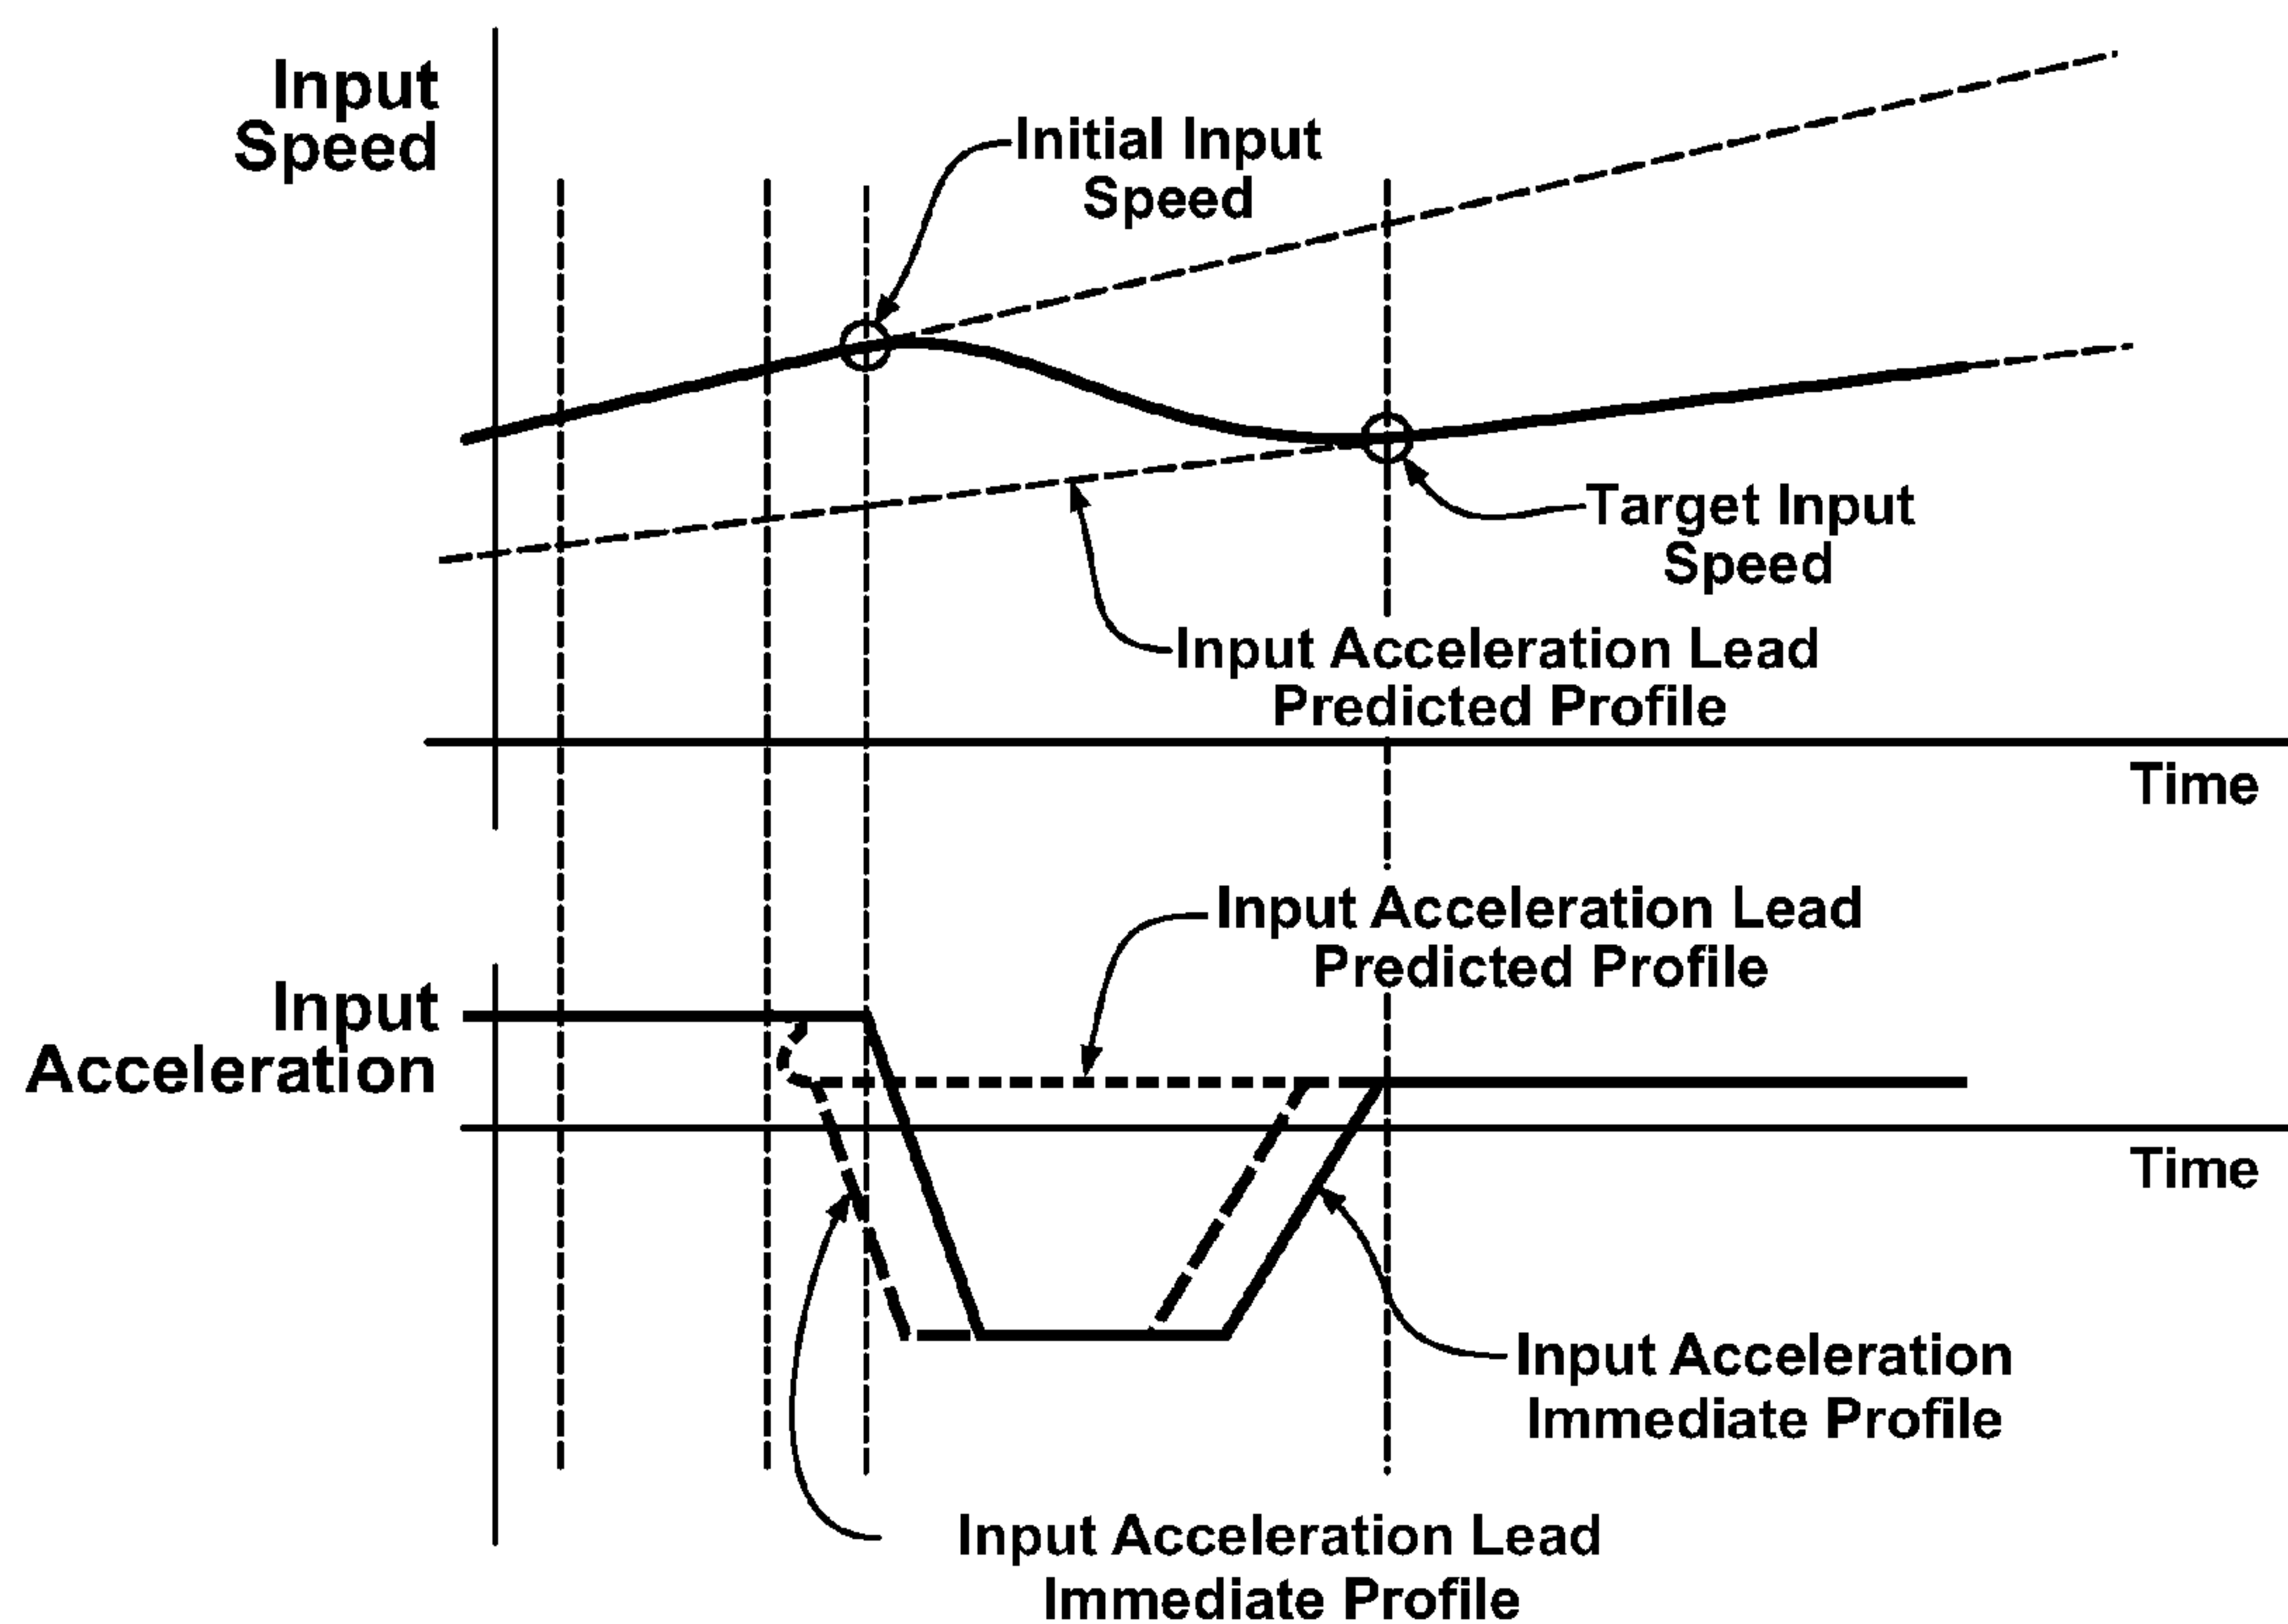 Input
Speed
Initial Input
Speed
Target Input
Speed
Input Acceleration Lead
Predicted Profile
Time
Input Acceleration Lead
Predicted Profile
Input
Acceleration
Time
Input Acceleration
Immediate Profile
Input Acceleration Lead
Immediate Profile